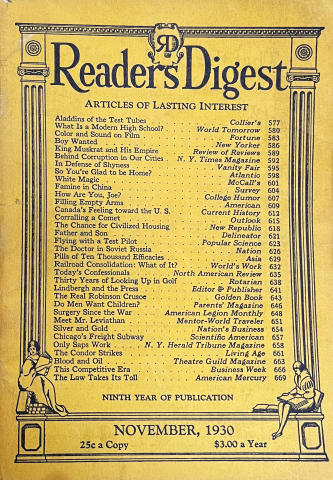 RD
Reader's Digest
ARTICLES OF LASTING INTEREST
Aladdins of the Test Tubes . . . Collier's 577
What Is a Modern High School? . . . World Tomorrow 580
Color and Sound on Film . . . Fortune 583
Boy Wanted . . . New Yorker 586
King Muskrat and His Empire . . . Review of Reviews 589
Behind Corruption in Our Cities . . . N. Y. Times Magazine 592
In Defense of Shyness . . . Vanity Fair 595
So You're Glad to be Home? . . . Atlantic 598
White Magic . . . McCall's 601
Famine in China . . . Survey 604
How Are You, Joe? . . . College Humor 607
Filling Empty Arms . . . American 609
Canada's Feeling toward the U. S. . . . Current History 612
Corralling a Comet . . . Outlook 615
The Chance for Civilized Housing . . . New Republic 618
Father and Son . . . Delineator 621
Flying with a Test Pilot . . . Popular Science 623
The Doctor in Soviet Russia . . . Nation 626
Pills of Ten Thousand Efficacies . . . Asia 629
Railroad Consolidation: What of It? . . . World's Work 632
Today's Confessionals . . . North American Review 635
Thirty Years of Looking Up in Golf . . . Rotarian 638
Lindbergh and the Press . . . Editor & Publisher 641
The Real Robinson Crusoe . . . Golden Book 643
Do Men Want Children? . . . Parents' Magazine 646
Surgery Since the War . . . American Legion Monthly 648
Meet Mr. Leviathan . . . Mentor-World Traveler 651
Silver and Gold . . . Nation's Business 654
Chicago's Freight Subway . . . Scientific American 657
Only Saps Work . . . N. Y. Herald Tribune Magazine 658
The Condor Strikes . . . Living Age 661
Blood and Oil . . . Theatre Guild Magazine 663
This Competitive Era . . . Business Week 666
The Law Takes Its Toll . . . American Mercury 669
NINTH YEAR OF PUBLICATION
NOVEMBER, 1930
25c a Copy $3.00 a Year